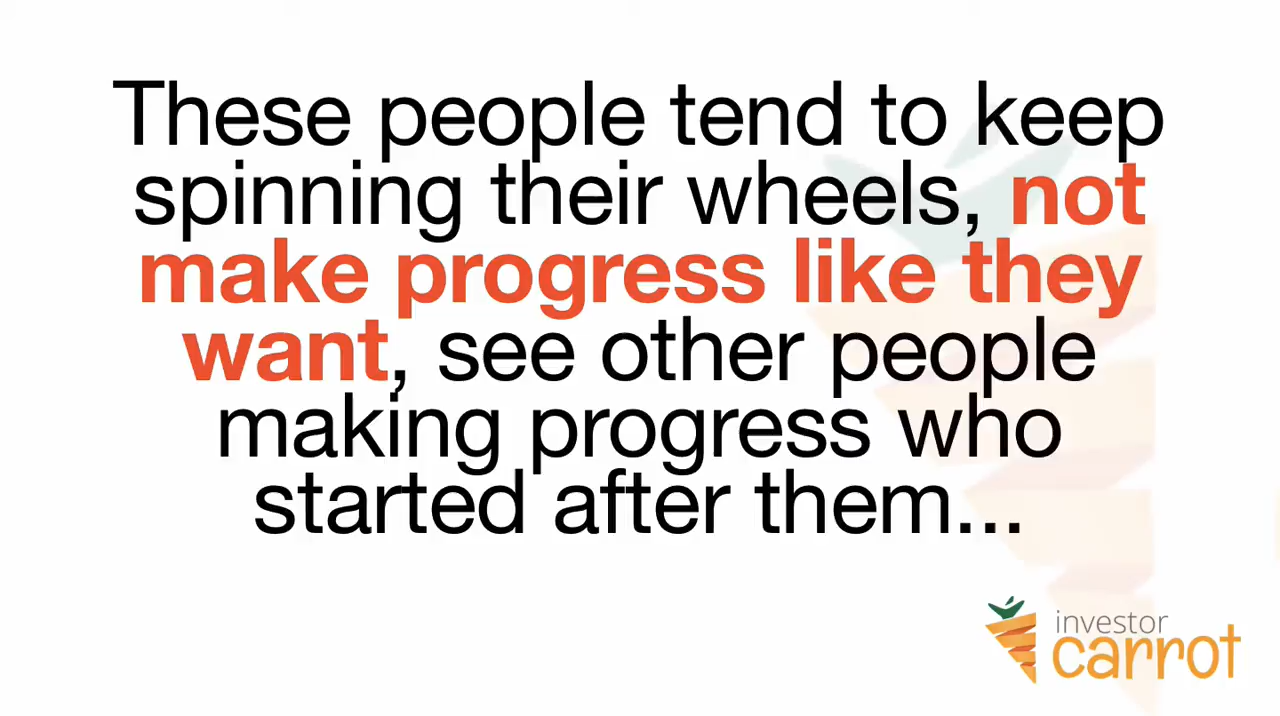 These people tend to keep
spinning their wheels, not
make progress like they
want, see other people
making progress who
started after them...
investor
carrot